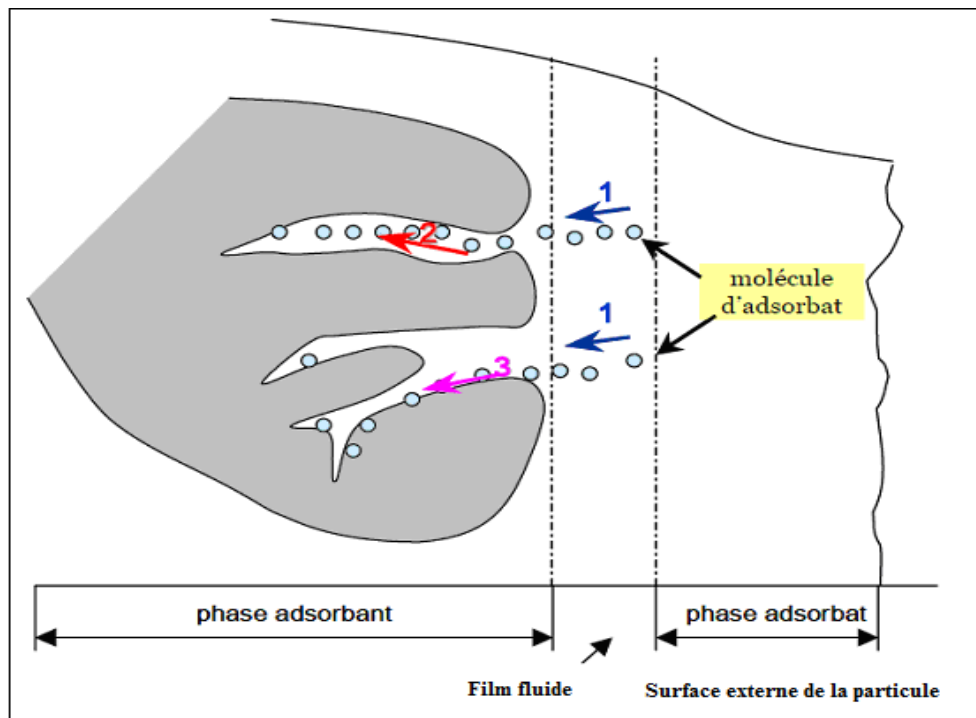 1
2
molécule
d'adsorbat
1
3
phase adsorbant
phase adsorbat
Film fluide
Surface externe de la particule